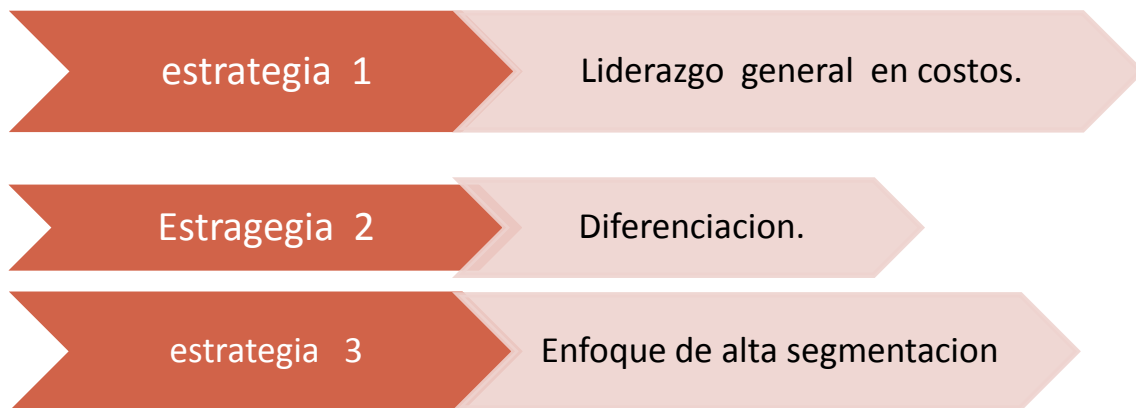 estrategia 1
Liderazgo general en costos.
Estragegia 2
Diferenciacion.
estrategia 3
Enfoque de alta segmentacion